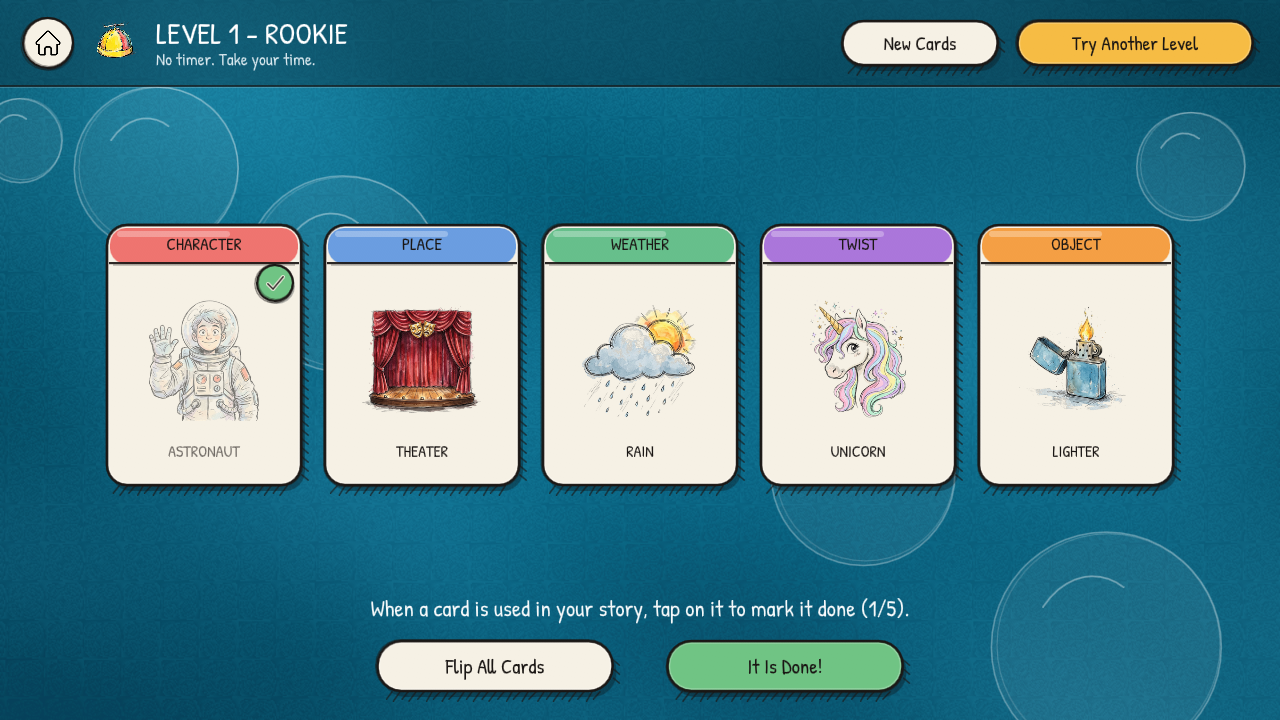 LEVEL 1 – ROOKIE
No timer. Take your time.
New Cards
Try Another Level
CHARACTER
ASTRONAUT
PLACE
THEATER
WEATHER
RAIN
TWIST
UNICORN
OBJECT
LIGHTER
When a card is used in your story, tap on it to mark it done (1/5).
Flip All Cards
It Is Done!